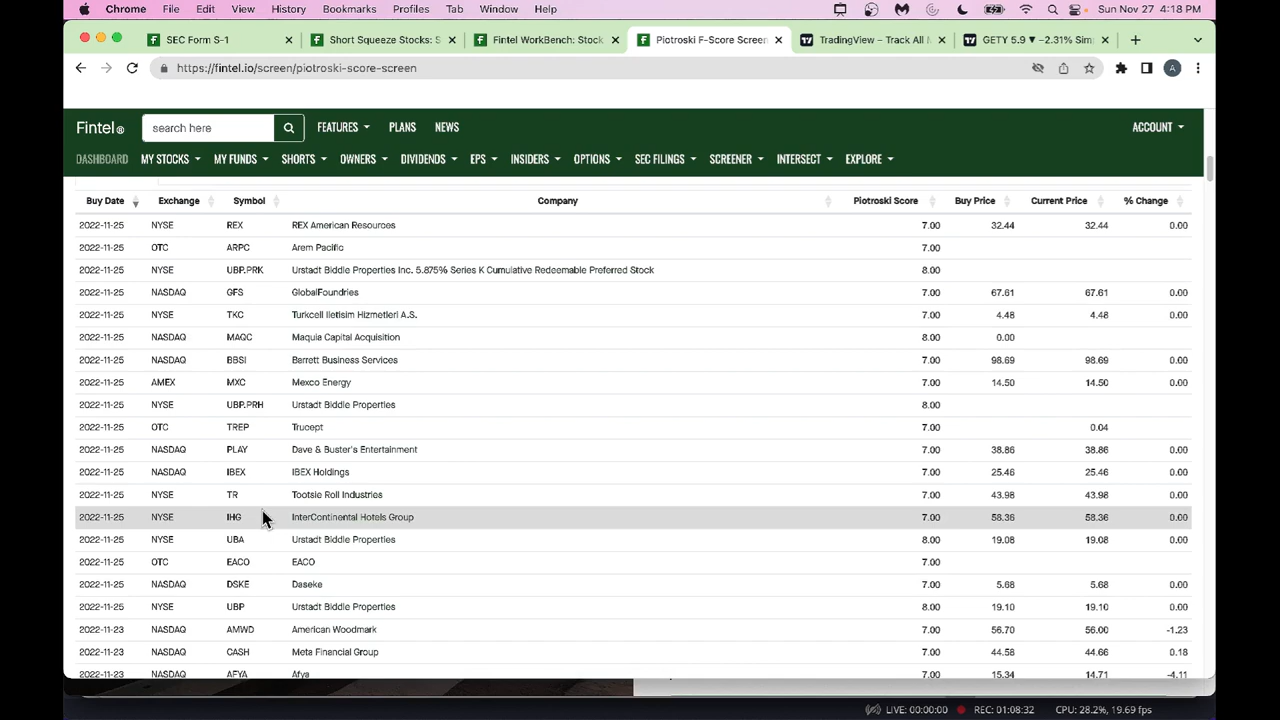 Chrome File Edit View History Bookmarks Profiles Tab Window Help Sun Nov 27 4:18 PM
SEC Form S-1 Short Squeeze Stocks: S Fintel WorkBench: Stock Piotroski F-Score Screen TradingView – Track All M GETY 5.9 ▼ −2.31% Sim
https://fintel.io/screen/piotroski-score-screen A
Fintel® search here FEATURES PLANS NEWS ACCOUNT
DASHBOARD MY STOCKS MY FUNDS SHORTS OWNERS DIVIDENDS EPS INSIDERS OPTIONS SEC FILINGS SCREENER INTERSECT EXPLORE
Buy Date Exchange Symbol Company Piotroski Score Buy Price Current Price % Change
2022-11-25 NYSE REX REX American Resources 7.00 32.44 32.44 0.00
2022-11-25 OTC ARPC Arem Pacific 7.00
2022-11-25 NYSE UBP.PRK Urstadt Biddle Properties Inc. 5.875% Series K Cumulative Redeemable Preferred Stock 8.00
2022-11-25 NASDAQ GFS GlobalFoundries 7.00 67.61 67.61 0.00
2022-11-25 NYSE TKC Turkcell Iletisim Hizmetleri A.S. 7.00 4.48 4.48 0.00
2022-11-25 NASDAQ MAQC Maquia Capital Acquisition 8.00 0.00
2022-11-25 NASDAQ BBSI Barrett Business Services 7.00 98.69 98.69 0.00
2022-11-25 AMEX MXC Mexco Energy 7.00 14.50 14.50 0.00
2022-11-25 NYSE UBP.PRH Urstadt Biddle Properties 8.00
2022-11-25 OTC TREP Trucept 7.00 0.04
2022-11-25 NASDAQ PLAY Dave & Buster's Entertainment 7.00 38.86 38.86 0.00
2022-11-25 NASDAQ IBEX IBEX Holdings 7.00 25.46 25.46 0.00
2022-11-25 NYSE TR Tootsie Roll Industries 7.00 43.98 43.98 0.00
2022-11-25 NYSE IHG InterContinental Hotels Group 7.00 58.36 58.36 0.00
2022-11-25 NYSE UBA Urstadt Biddle Properties 8.00 19.08 19.08 0.00
2022-11-25 OTC EACO EACO 7.00
2022-11-25 NASDAQ DSKE Daseke 7.00 5.68 5.68 0.00
2022-11-25 NYSE UBP Urstadt Biddle Properties 8.00 19.10 19.10 0.00
2022-11-23 NASDAQ AMWD American Woodmark 7.00 56.70 56.00 -1.23
2022-11-23 NASDAQ CASH Meta Financial Group 7.00 44.58 44.66 0.18
2022-11-23 NASDAQ AFYA Afya 7.00 15.34 14.71 -4.11
LIVE: 00:00:00 REC: 01:08:32 CPU: 28.2%, 19.69 fps